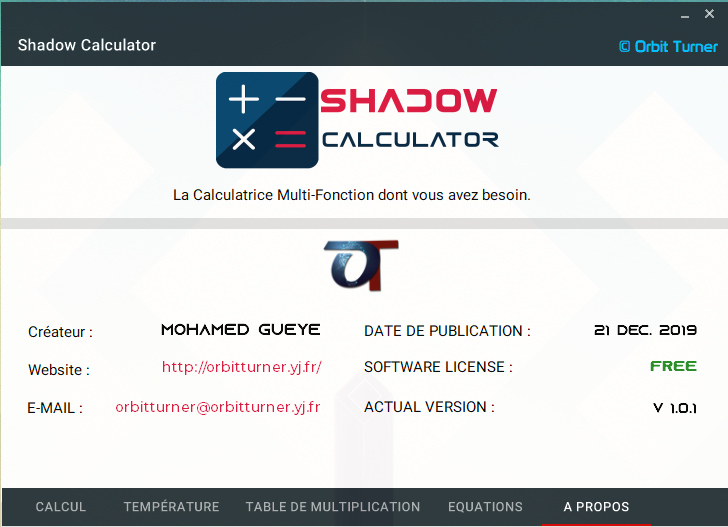 Shadow Calculator
© Orbit Turner
SHADOW
CALCULATOR
La Calculatrice Multi-Fonction dont vous avez besoin.
OT
Créateur : MOHAMED GUEYE
DATE DE PUBLICATION : 21 DEC. 2019
Website : http://orbitturner.yj.fr/
SOFTWARE LICENSE : FREE
E-MAIL : orbitturner@orbitturner.yj.fr
ACTUAL VERSION : V 1.0.1
CALCUL TEMPÉRATURE TABLE DE MULTIPLICATION EQUATIONS A PROPOS